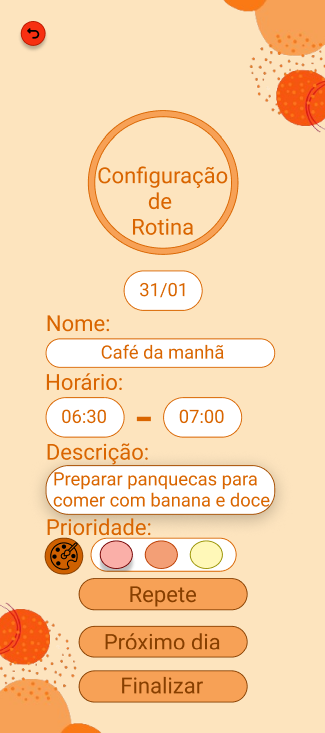 Configuração
de
Rotina
31/01
Nome:
Café da manhã
Horário:
06:30 - 07:00
Descrição:
Preparar panquecas para
comer com banana e doce
Prioridade:
Repete
Próximo dia
Finalizar